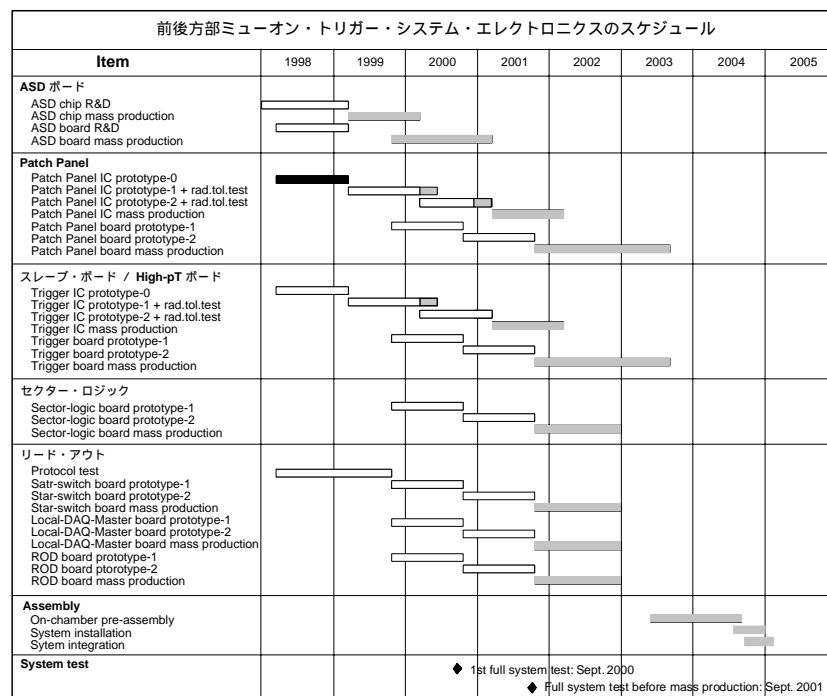 前後方部ミューオン・トリガー・システム・エレクトロニクスのスケジュール
Item 1998 1999 2000 2001 2002 2003 2004 2005
ASD ボード
ASD chip R&D
ASD chip mass production
ASD board R&D
ASD board mass production
Patch Panel
Patch Panel IC prototype-0
Patch Panel IC prototype-1 + rad.tol.test
Patch Panel IC prototype-2 + rad.tol.test
Patch Panel IC mass production
Patch Panel board prototype-1
Patch Panel board prototype-2
Patch Panel board mass production
スレーブ・ボード / High-pT ボード
Trigger IC prototype-0
Trigger IC prototype-1 + rad.tol.test
Trigger IC prototype-2 + rad.tol.test
Trigger IC mass production
Trigger board prototype-1
Trigger board prototype-2
Trigger board mass production
セクター・ロジック
Sector-logic board prototype-1
Sector-logic board prototype-2
Sector-logic board mass production
リード・アウト
Protocol test
Satr-switch board prototype-1
Star-switch board prototype-2
Star-switch board mass production
Local-DAQ-Master board prototype-1
Local-DAQ-Master board prototype-2
Local-DAQ-Master board mass production
ROD board prototype-1
ROD board ptorotype-2
ROD board mass production
Assembly
On-chamber pre-assembly
System installation
Sytem integration
System test
1st full system test: Sept. 2000
Full system test before mass production: Sept. 2001